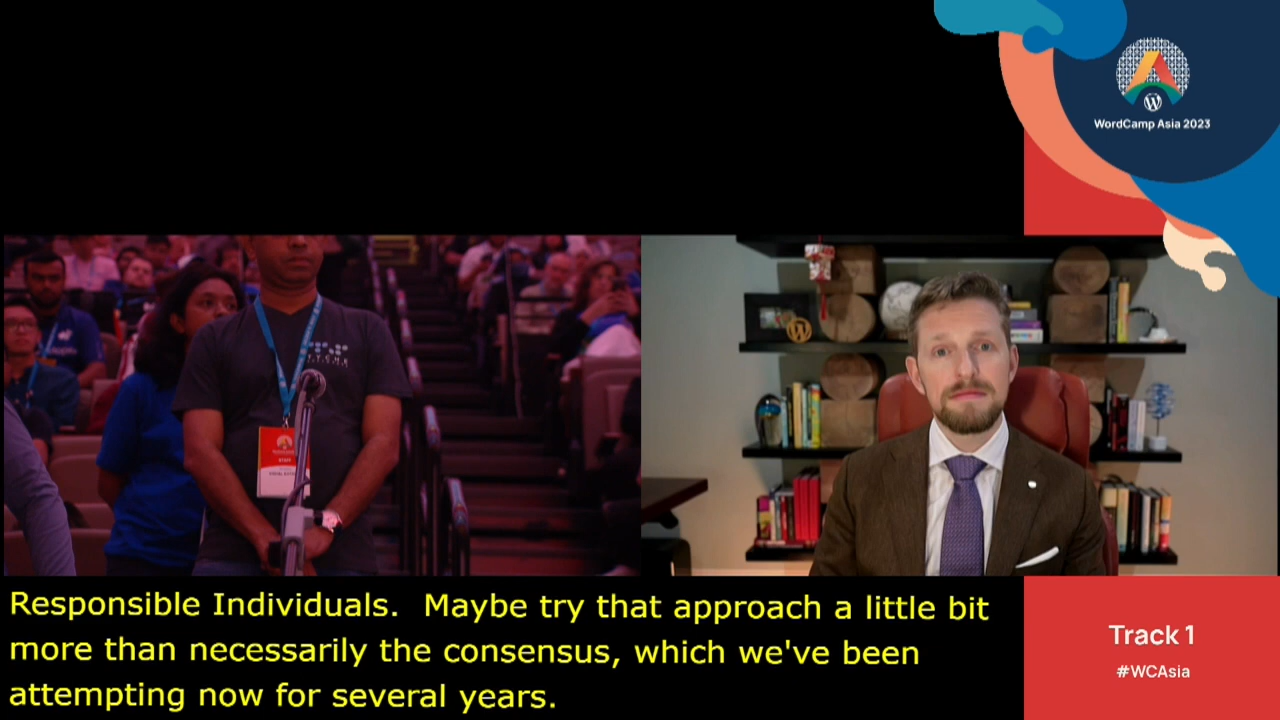 WordCamp Asia 2023
Responsible Individuals.  Maybe try that approach a little bit
more than necessarily the consensus, which we've been
attempting now for several years.
Track 1
#WCAsia